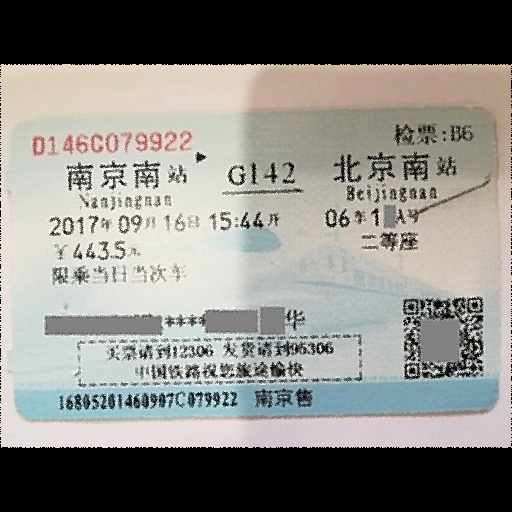 D146C079922 检票:B6
南京南站 G142 北京南站
Nanjingnan Beijingnan
2017年09月16日 15:44开 06车1 A号
￥443.5元 二等座
限乘当日当次车
****华
买票请到12306 发货请到95306
中国铁路祝您旅途愉快
16805201460907C079922 南京售